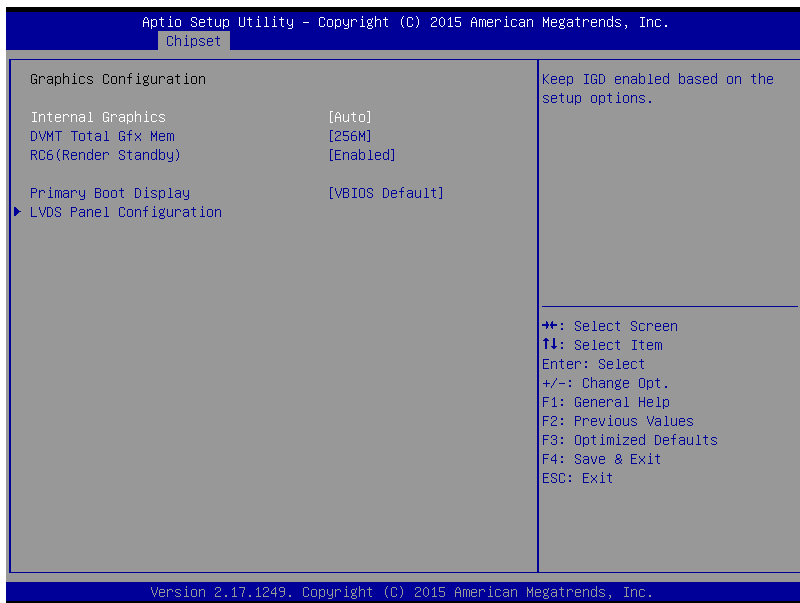 Aptio Setup Utility – Copyright (C) 2015 American Megatrends, Inc.
Chipset
Graphics Configuration
Internal Graphics [Auto]
DVMT Total Gfx Mem [256M]
RC6(Render Standby) [Enabled]
Primary Boot Display [VBIOS Default]
LVDS Panel Configuration
Keep IGD enabled based on the
setup options.
→←: Select Screen
↑↓: Select Item
Enter: Select
+/-: Change Opt.
F1: General Help
F2: Previous Values
F3: Optimized Defaults
F4: Save & Exit
ESC: Exit
Version 2.17.1249. Copyright (C) 2015 American Megatrends, Inc.